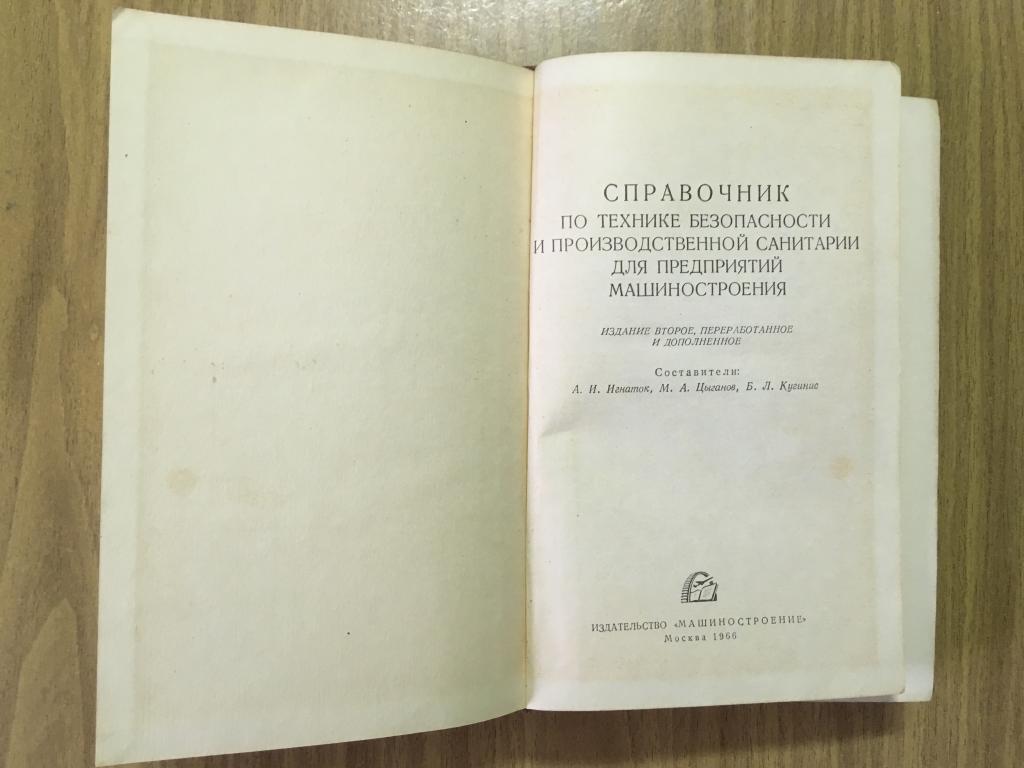 СПРАВОЧНИК
ПО ТЕХНИКЕ БЕЗОПАСНОСТИ
И ПРОИЗВОДСТВЕННОЙ САНИТАРИИ
ДЛЯ ПРЕДПРИЯТИЙ
МАШИНОСТРОЕНИЯ
ИЗДАНИЕ ВТОРОЕ, ПЕРЕРАБОТАННОЕ
И ДОПОЛНЕННОЕ
Составители:
А. И. Игнаток, М. А. Цыганов, Б. Л. Кугинис
ИЗДАТЕЛЬСТВО «МАШИНОСТРОЕНИЕ»
Москва 1966